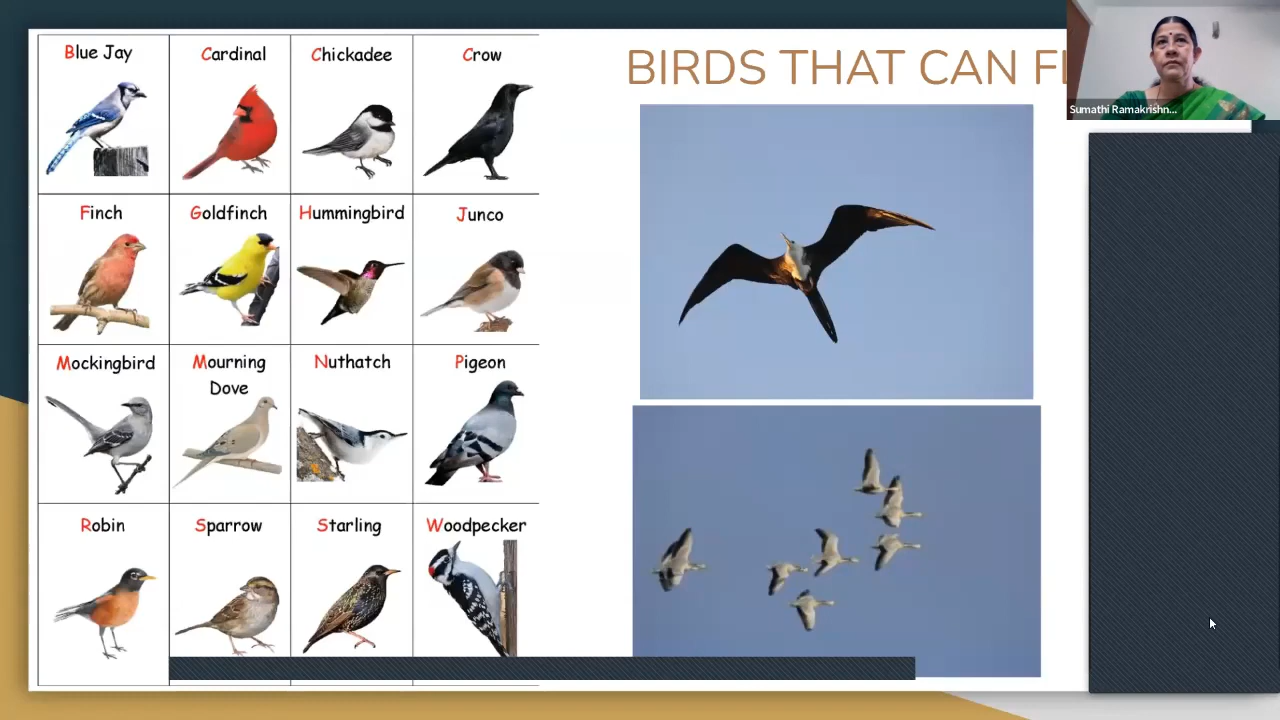 Blue Jay
Cardinal
Chickadee
Crow
Finch
Goldfinch
Hummingbird
Junco
Mockingbird
Mourning
Dove
Nuthatch
Pigeon
Robin
Sparrow
Starling
Woodpecker
BIRDS THAT CAN
Sumathi Ramakrishn...